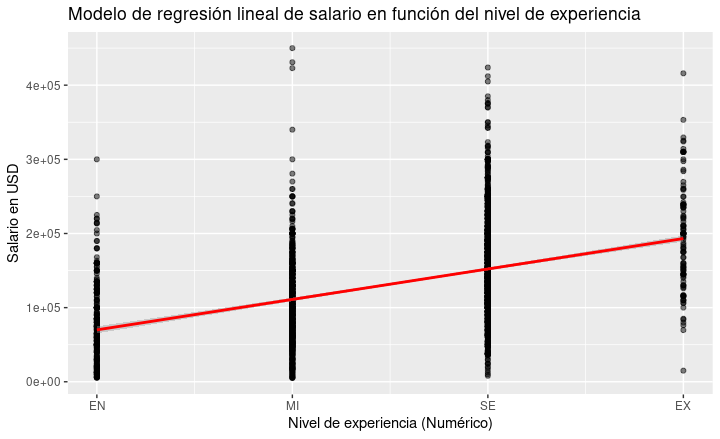 Modelo de regresión lineal de salario en función del nivel de experiencia
Salario en USD
4e+05
3e+05
2e+05
1e+05
0e+00
EN MI SE EX
Nivel de experiencia (Numérico)